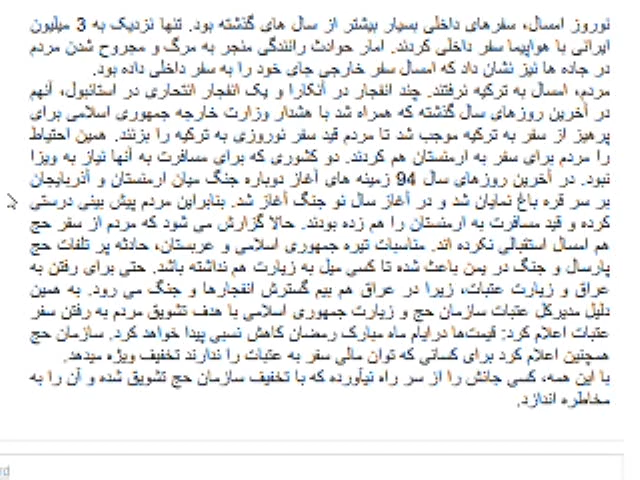 نوروز امسال، سفرهای داخلی بسیار بیشتر از سال های گذشته بود. تنها نزدیک به 3 میلیون
ایرانی با هواپیما سفر داخلی کردند. امار حوادث رانندگی منجر به مرگ و مجروح شدن مردم
در جاده ها نیز نشان داد که امسال سفر خارجی جای خود را به سفر داخلی داده بود.
مردم، امسال به ترکیه نرفتند. چند انفجار در آنکارا و یک انفجار انتحاری در استانبول، آنهم
در آخرین روزهای سال گذشته که همراه شد با هشدار وزارت خارجه جمهوری اسلامی برای
پرهیز از سفر به ترکیه موجب شد تا مردم قید سفر نوروزی به ترکیه را بزنند. همین احتیاط
را مردم برای سفر به ارمنستان هم کردند. دو کشوری که برای مسافرت به آنها نیاز به ویزا
نبود. در آخرین روزهای سال 94 زمینه های آغاز دوباره جنگ میان ارمنستان و آذربایجان
بر سر قره باغ نمایان شد و در آغاز سال نو جنگ آغاز شد. بنابراین مردم پیش بینی درستی
کرده و قید مسافرت به ارمنستان را هم زده بودند. حالا گزارش می شود که مردم از سفر حج
هم امسال استقبالی نکرده اند. مناسبات تیره جمهوری اسلامی و عربستان، حادثه پر تلفات حج
پارسال و جنگ در یمن باعث شده تا کسی میل به زیارت هم نداشته باشد. حتی برای رفتن به
عراق و زیارت عتبات، زیرا در عراق هم بیم گسترش انفجارها و جنگ می رود. به همین
دلیل مدیرکل عتبات سازمان حج و زیارت جمهوری اسلامی با هدف تشویق مردم به رفتن سفر
عتبات اعلام کرد: قیمت‌ها درایام ماه مبارک رمضان کاهش نسبی پیدا خواهد کرد. سازمان حج
همچنین اعلام کرد برای کسانی که توان مالی سفر به عتبات را ندارند تخفیف ویژه میدهد.
با این همه، کسی جانش را از سر راه نیآورده که با تخفیف سازمان حج تشویق شده و آن را به
مخاطره اندازد.